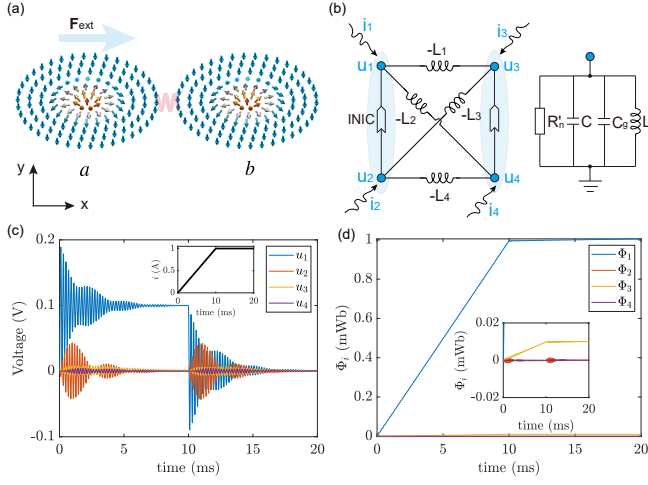 (a)
F_ext
W
a
b
y
x
(b)
i₁
i₃
-L₁
u₁
u₃
INIC
-L₂
-L₃
u₂
u₄
-L₄
i₂
i₄
R'ₙ
C
C_g
L
(c)
0.2
0.1
0
-0.1
Voltage (V)
0
5
10
15
20
time (ms)
u₁
u₂
u₃
u₄
i (A)
1
0.5
0
0
10
20
time (ms)
(d)
1
0.8
0.6
0.4
0.2
0
Φᵢ (mWb)
0
5
10
15
20
time (ms)
Φ₁
Φ₂
Φ₃
Φ₄
0.02
0
-0.02
Φᵢ (mWb)
0
10
20
time (ms)